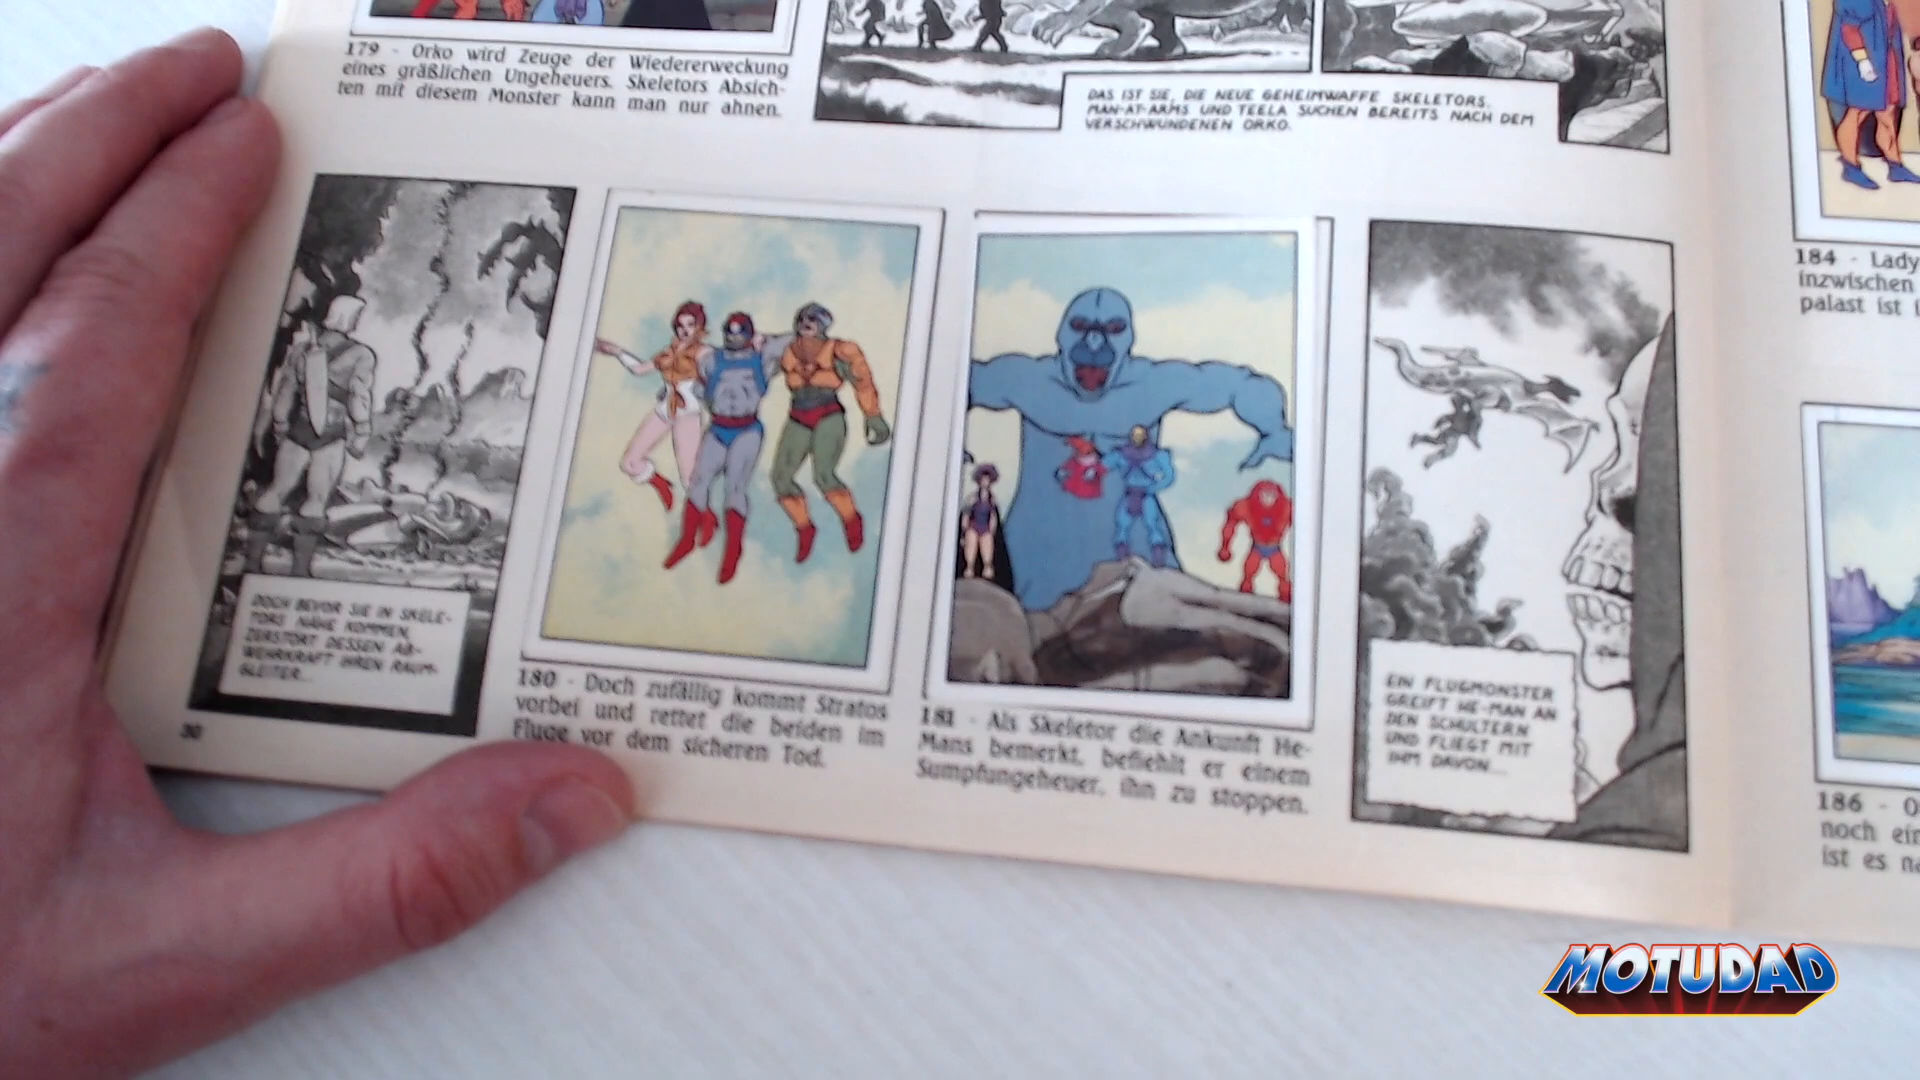 179 - Orko wird Zeuge der Wiedererweckung
eines gräßlichen Ungeheuers. Skeletors Absich-
ten mit diesem Monster kann man nur ahnen.
DAS IST SIE, DIE NEUE GEHEIMWAFFE SKELETORS.
MAN-AT-ARMS UND TEELA SUCHEN BEREITS NACH DEM
VERSCHWUNDENEN ORKO.
DOCH BEVOR SIE IN SKELE-
TORS NÄHE KOMMEN,
ZERSTÖRT DESSEN AB-
WEHRKRAFT IHREN RAUM-
GLEITER...
30
180 - Doch zufällig kommt Stratos
vorbei und rettet die beiden im
Fluge vor dem sicheren Tod.
181 - Als Skeletor die Ankunft He-
Mans bemerkt, befiehlt er einem
Sumpfungeheuer, ihn zu stoppen.
EIN FLUGMONSTER
GREIFT HE-MAN AN
DEN SCHULTERN
UND FLIEGT MIT
IHM DAVON...
184 - Lady
inzwischen
palast ist i
186 - O
noch ein
ist es na
MOTUDAD